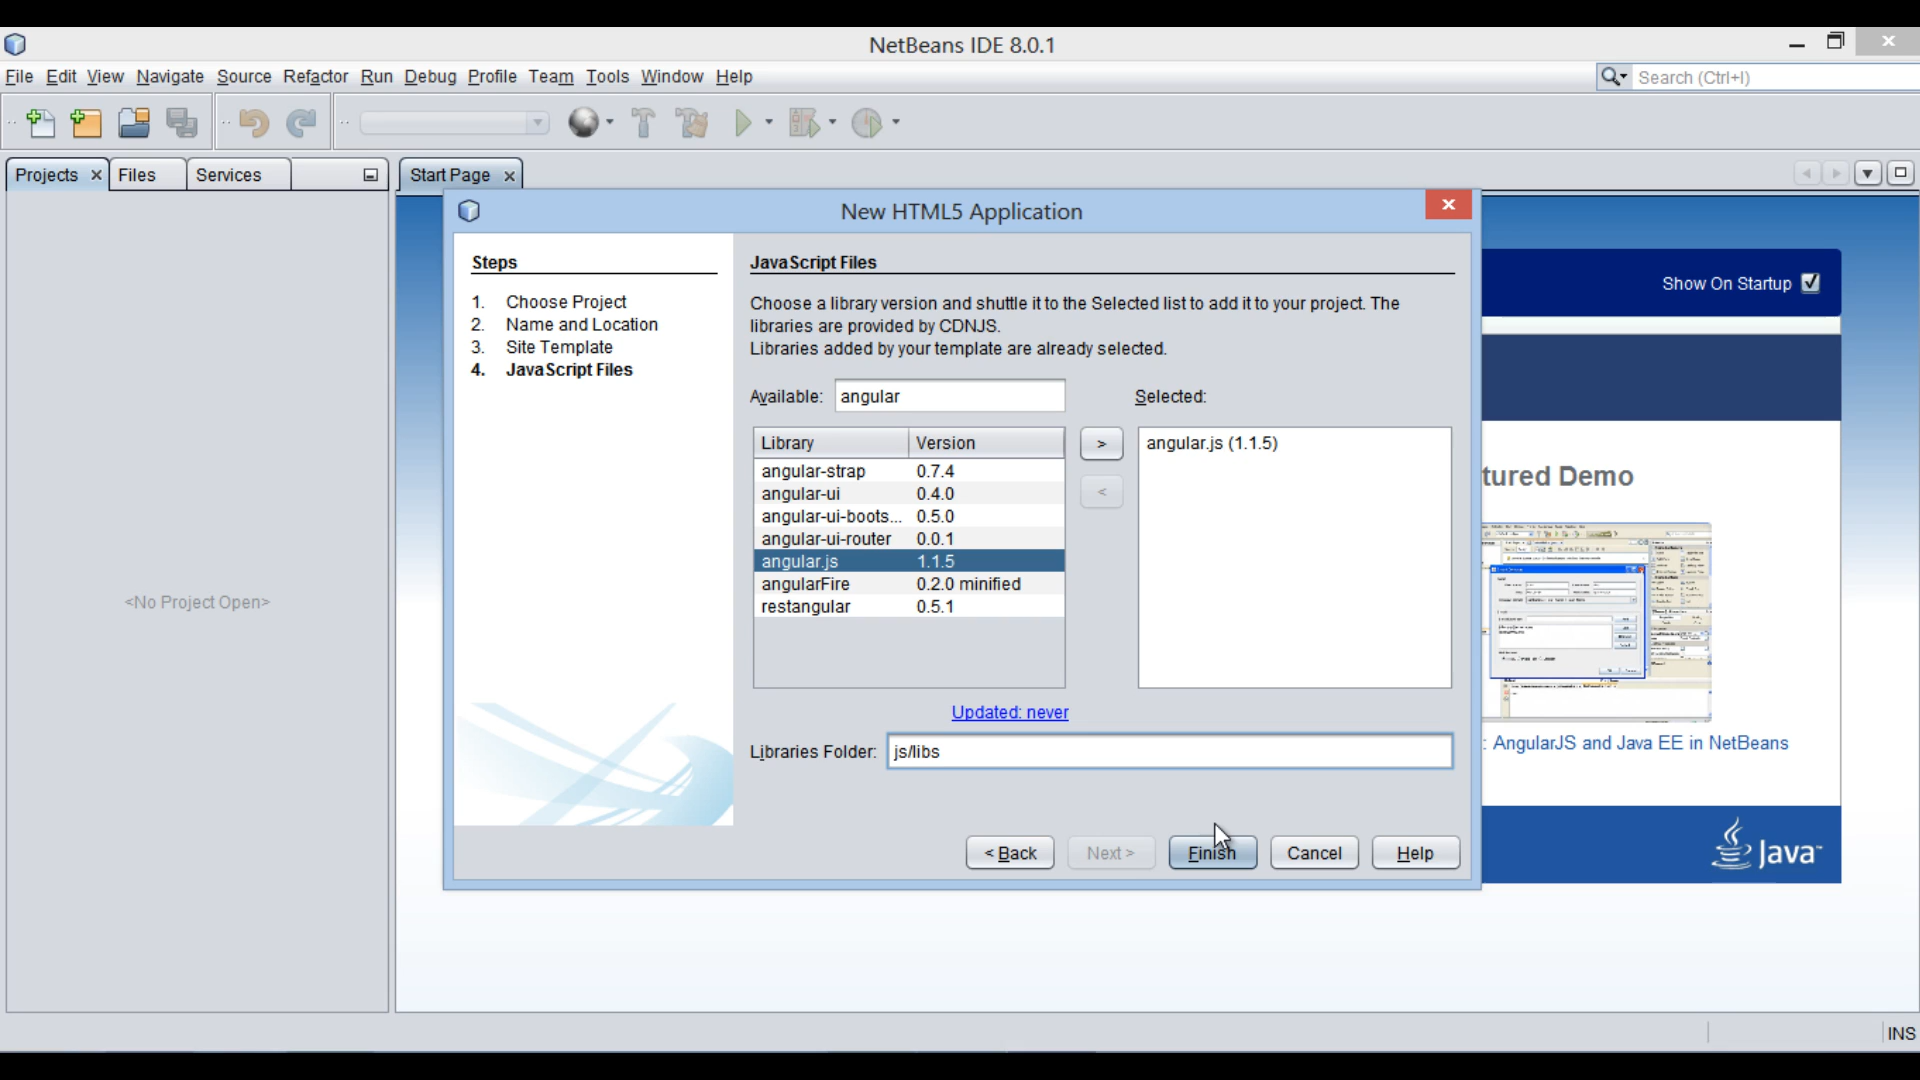 NetBeans IDE 8.0.1
File Edit View Navigate Source Refactor Run Debug Profile Team Tools Window Help
Search (Ctrl+I)
Projects Files Services
Start Page
New HTML5 Application
Show On Startup
Steps
1. Choose Project
2. Name and Location
3. Site Template
4. JavaScript Files
JavaScript Files
Choose a library version and shuttle it to the Selected list to add it to your project. The
libraries are provided by CDNJS.
Libraries added by your template are already selected.
Available: angular
Selected:
Library Version
angular-strap 0.7.4
angular-ui 0.4.0
angular-ui-boots... 0.5.0
angular-ui-router 0.0.1
angular.js 1.1.5
angularFire 0.2.0 minified
restangular 0.5.1
>
<
angular.js (1.1.5)
Updated: never
Libraries Folder: js/libs
< Back Next > Finish Cancel Help
<No Project Open>
tured Demo
: AngularJS and Java EE in NetBeans
Java
INS